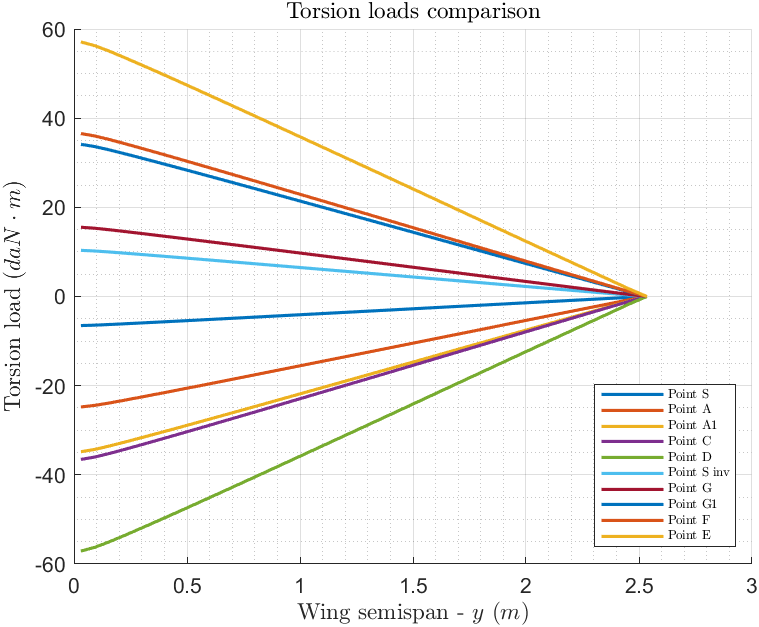 Torsion loads comparison
60
40
20
0
-20
-40
-60
Torsion load (daN · m)
0
0.5
1
1.5
2
2.5
3
Wing semispan - y (m)
Point S
Point A
Point A1
Point C
Point D
Point S inv
Point G
Point G1
Point F
Point E